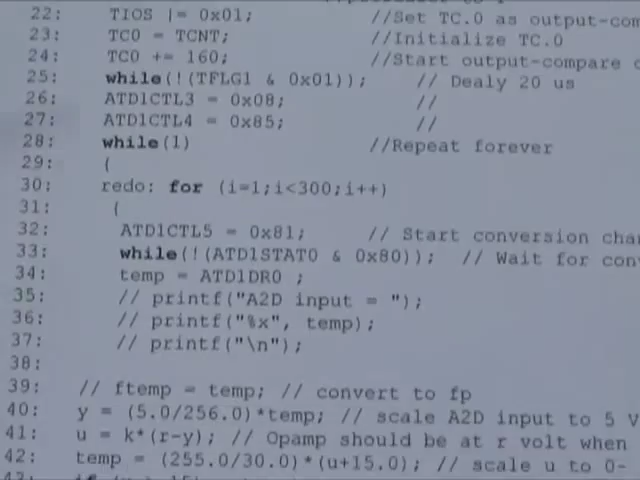 22: TIOS |= 0x01; //Set TC.0 as output-com
23: TC0 = TCNT; //Initialize TC.0
24: TC0 += 160; //Start output-compare
25: while(!(TFLG1 & 0x01)); // Dealy 20 us
26: ATD1CTL3 = 0x08; //
27: ATD1CTL4 = 0x85; //
28: while(1) //Repeat forever
29: {
30: redo: for (i=1;i<300;i++)
31: {
32: ATD1CTL5 = 0x81; // Start conversion chan
33: while(!(ATD1STAT0 & 0x80)); // Wait for conv
34: temp = ATD1DR0 ;
35: // printf("A2D input = ");
36: // printf("%x", temp);
37: // printf("\n");
38:
39: // ftemp = temp; // convert to fp
40: y = (5.0/256.0)*temp; // scale A2D input to 5 V
41: u = k*(r-y); // Opamp should be at r volt when
42: temp = (255.0/30.0)*(u+15.0); // scale u to 0-